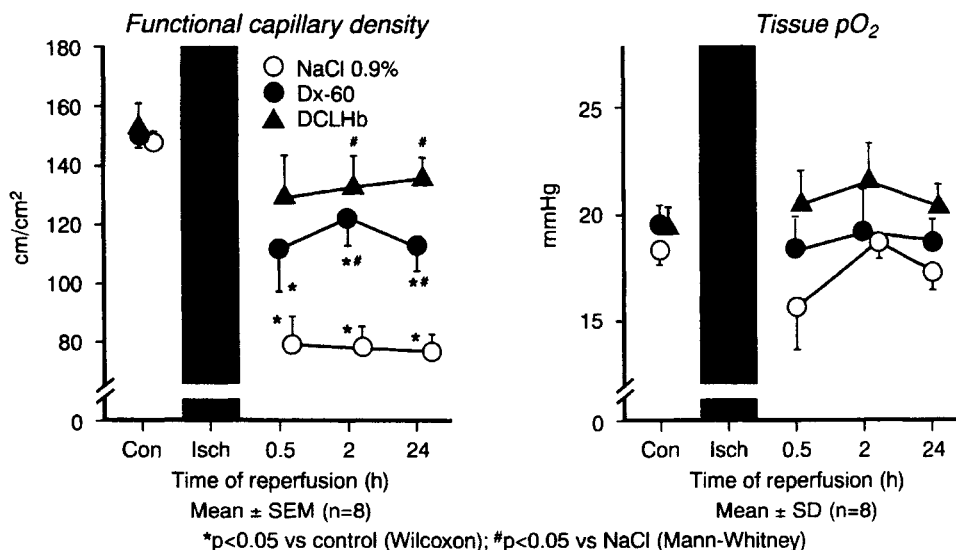 Functional capillary density
180
160
140
120
100
80
0
cm/cm²
NaCl 0.9%
Dx-60
DCLHb
# #
* *# *#
* * *
Con Isch 0.5 2 24
Time of reperfusion (h)
Mean ± SEM (n=8)
Tissue pO₂
25
20
15
0
mmHg
Con Isch 0.5 2 24
Time of reperfusion (h)
Mean ± SD (n=8)
*p<0.05 vs control (Wilcoxon); #p<0.05 vs NaCl (Mann-Whitney)